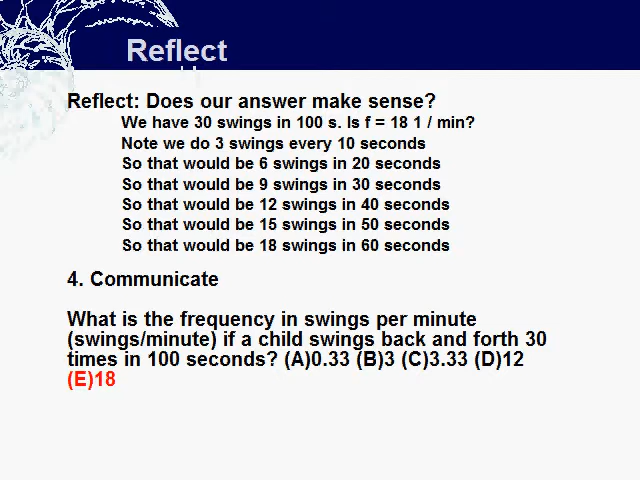 Reflect
Reflect: Does our answer make sense?
We have 30 swings in 100 s. Is f = 18 1 / min?
Note we do 3 swings every 10 seconds
So that would be 6 swings in 20 seconds
So that would be 9 swings in 30 seconds
So that would be 12 swings in 40 seconds
So that would be 15 swings in 50 seconds
So that would be 18 swings in 60 seconds
4. Communicate
What is the frequency in swings per minute
(swings/minute) if a child swings back and forth 30
times in 100 seconds? (A)0.33 (B)3 (C)3.33 (D)12
(E)18